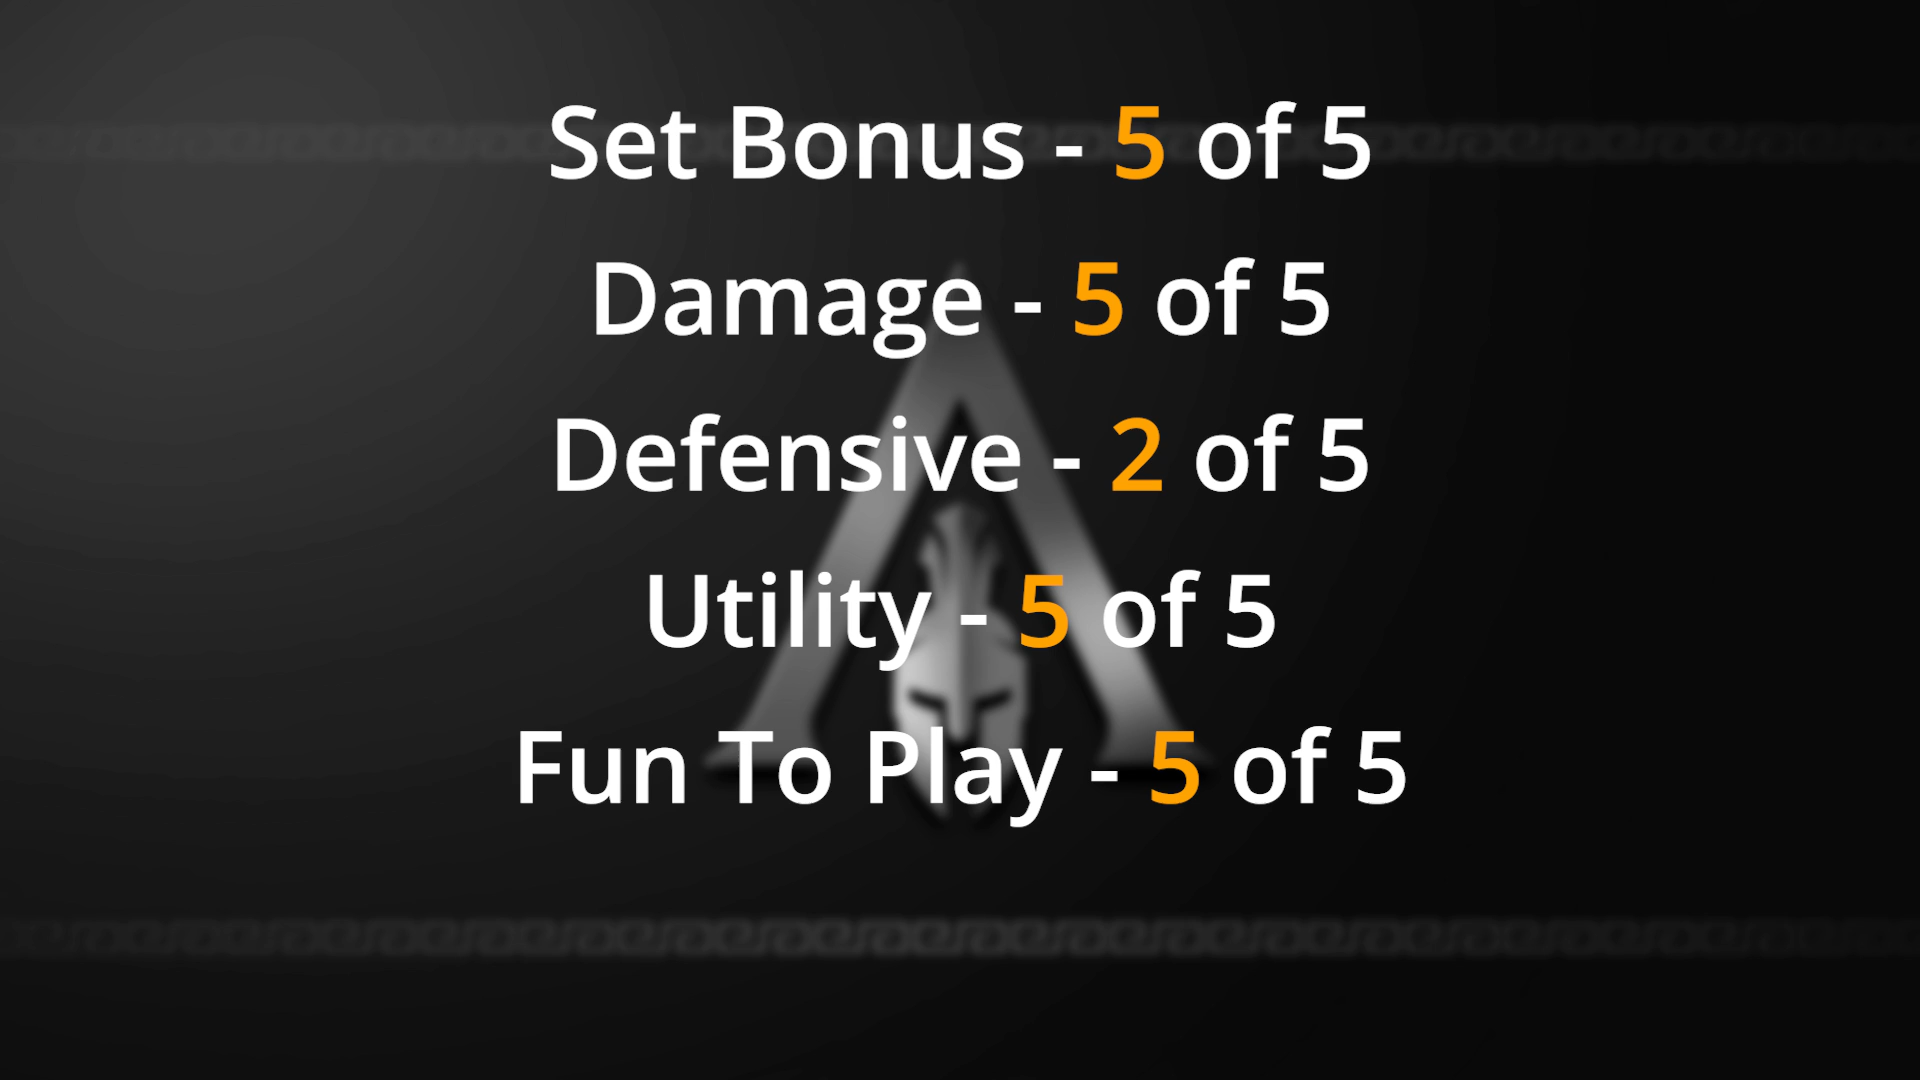 Set Bonus - 5 of 5
Damage - 5 of 5
Defensive - 2 of 5
Utility - 5 of 5
Fun To Play - 5 of 5